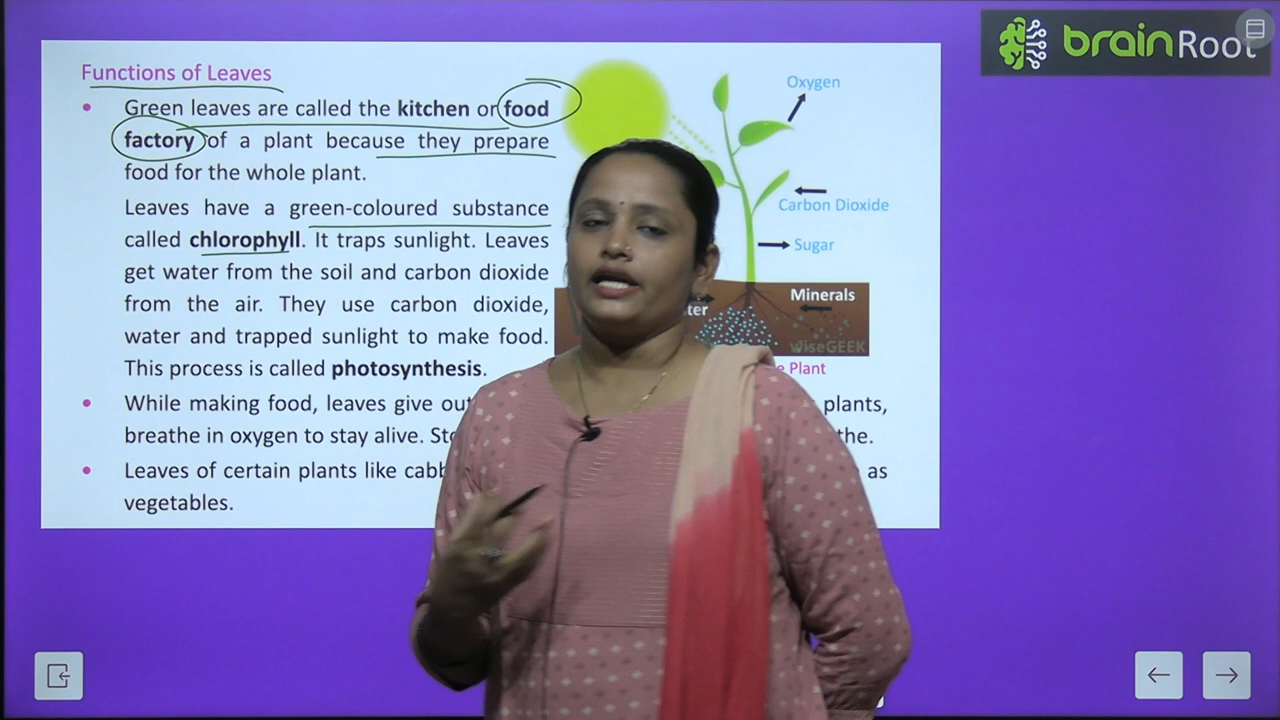 brainRoot
Functions of Leaves
Green leaves are called the kitchen or food
factory of a plant because they prepare
food for the whole plant.
Leaves have a green-coloured substance
called chlorophyll. It traps sunlight. Leaves
get water from the soil and carbon dioxide
from the air. They use carbon dioxide,
water and trapped sunlight to make food.
This process is called photosynthesis.
While making food, leaves give out plants,
breathe in oxygen to stay alive.
Leaves of certain plants like as
vegetables.
Oxygen
Carbon Dioxide
Sugar
Minerals
wiseGEEK
Plant